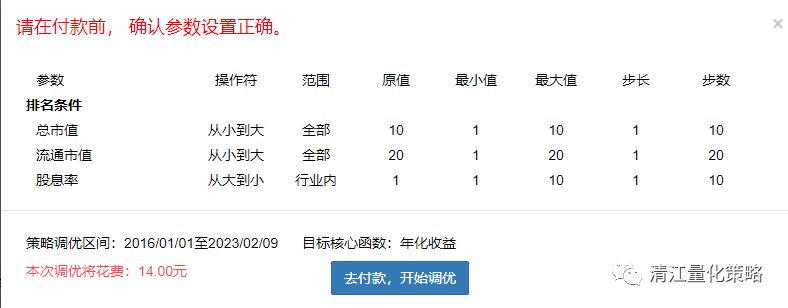 请在付款前， 确认参数设置正确。 ×
参数 操作符 范围 原值 最小值 最大值 步长 步数
排名条件
总市值 从小到大 全部 10 1 10 1 10
流通市值 从小到大 全部 20 1 20 1 20
股息率 从大到小 行业内 1 1 10 1 10
策略调优区间：2016/01/01至2023/02/09 目标核心函数：年化收益
本次调优将花费：14.00元
去付款，开始调优
清江量化策略